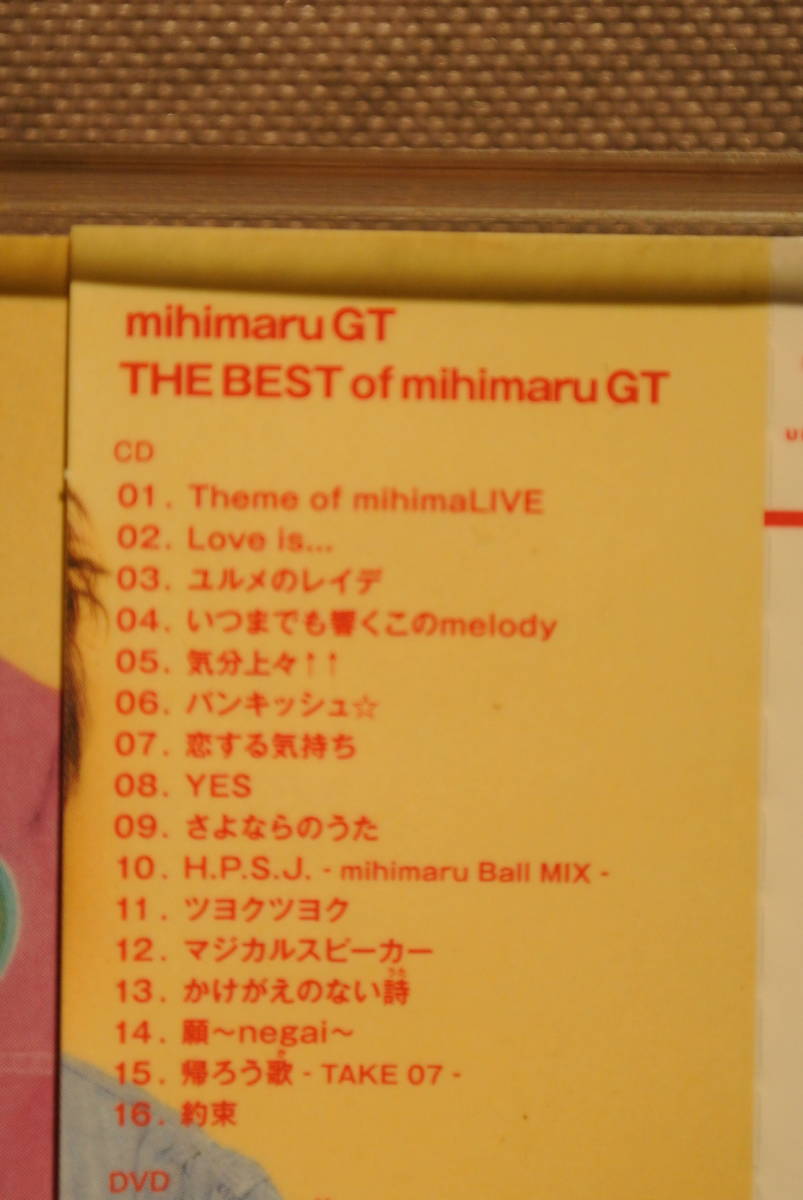 mihimaru GT
THE BEST of mihimaru GT
CD
01. Theme of mihimaLIVE
02. Love is...
03. ユルメのレイデ
04. いつまでも響くこのmelody
05. 気分上々↑↑
06. パンキッシュ☆
07. 恋する気持ち
08. YES
09. さよならのうた
10. H.P.S.J. - mihimaru Ball MIX -
11. ツヨクツヨク
12. マジカルスピーカー
13. かけがえのない詩
14. 願～negai～
15. 帰ろう歌 - TAKE 07 -
16. 約束
DVD